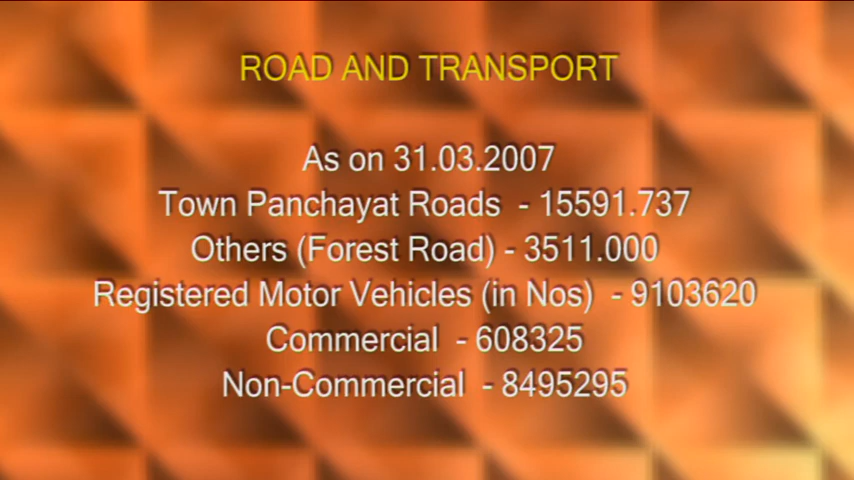 ROAD AND TRANSPORT
As on 31.03.2007
Town Panchayat Roads - 15591.737
Others (Forest Road) - 3511.000
Registered Motor Vehicles (in Nos) - 9103620
Commercial - 608325
Non-Commercial - 8495295